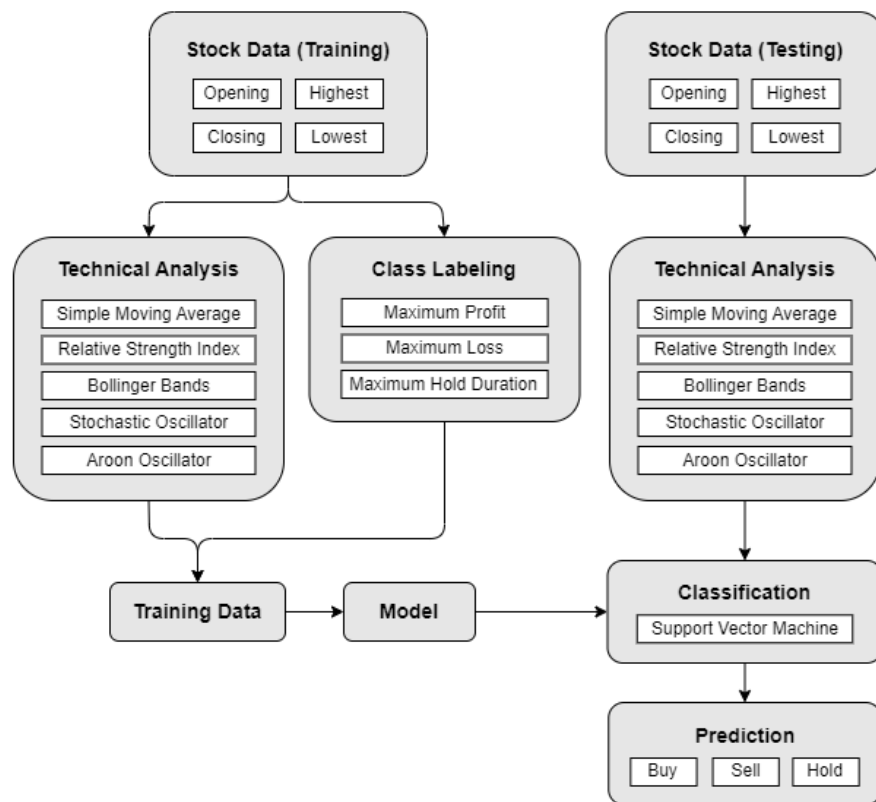 Stock Data (Training)
Opening
Highest
Closing
Lowest
Stock Data (Testing)
Opening
Highest
Closing
Lowest
Technical Analysis
Simple Moving Average
Relative Strength Index
Bollinger Bands
Stochastic Oscillator
Aroon Oscillator
Class Labeling
Maximum Profit
Maximum Loss
Maximum Hold Duration
Technical Analysis
Simple Moving Average
Relative Strength Index
Bollinger Bands
Stochastic Oscillator
Aroon Oscillator
Training Data
Model
Classification
Support Vector Machine
Prediction
Buy
Sell
Hold